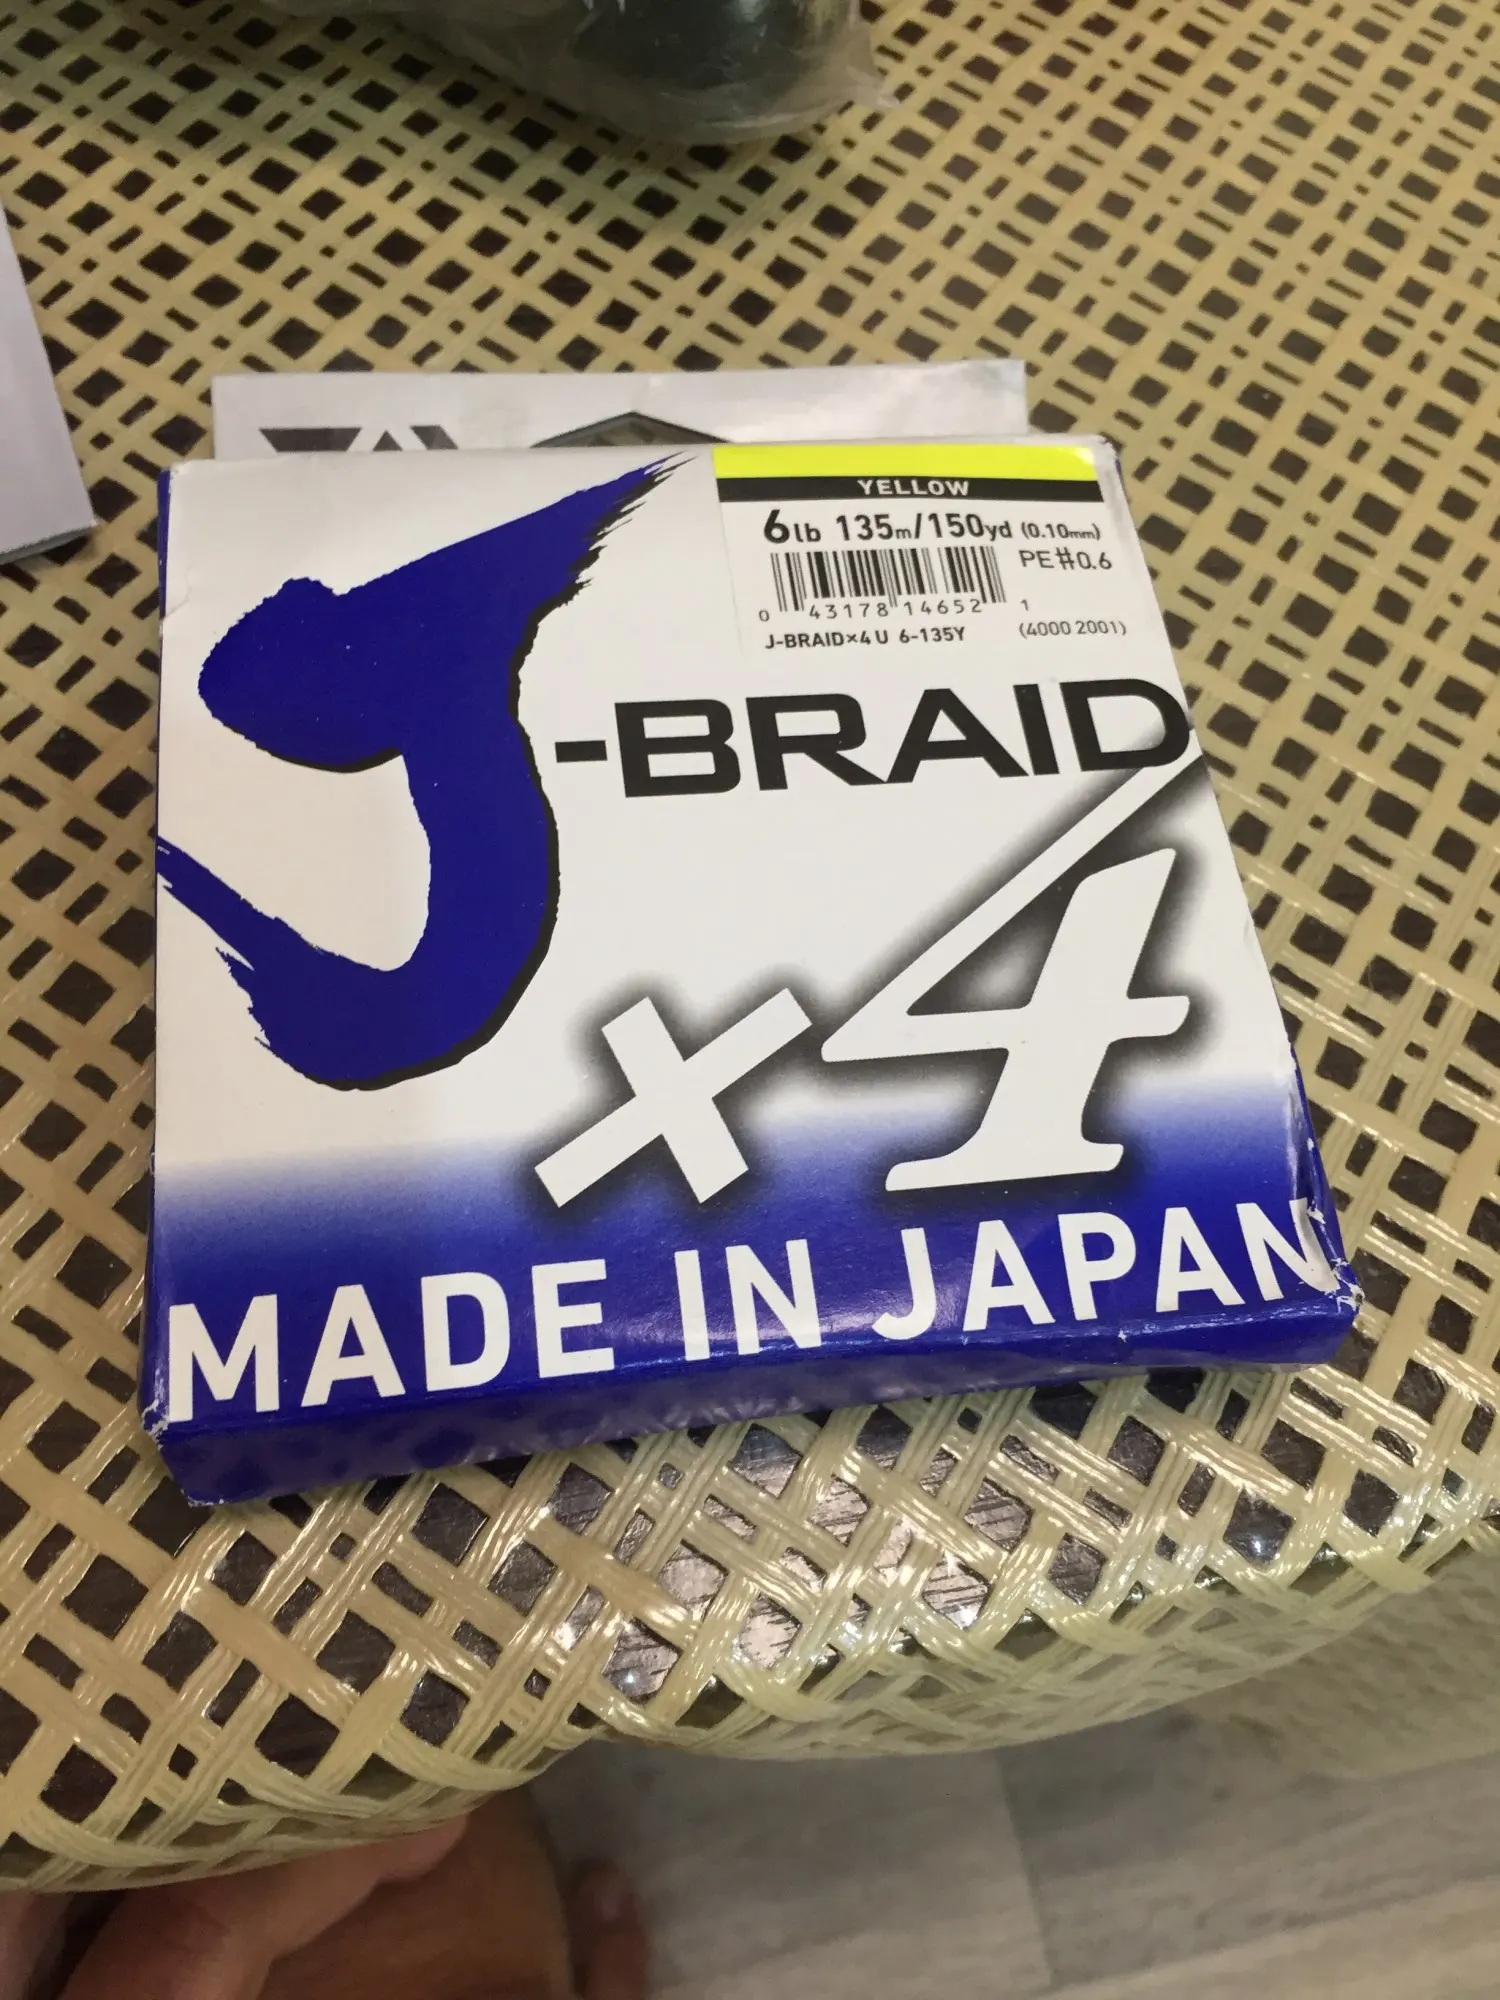 YELLOW
6lb 135m/150yd (0.10mm)
PE#0.6
0 43178 14652 1
J-BRAID×4 U 6-135Y (4000 2001)
J-BRAID
×4
MADE IN JAPAN